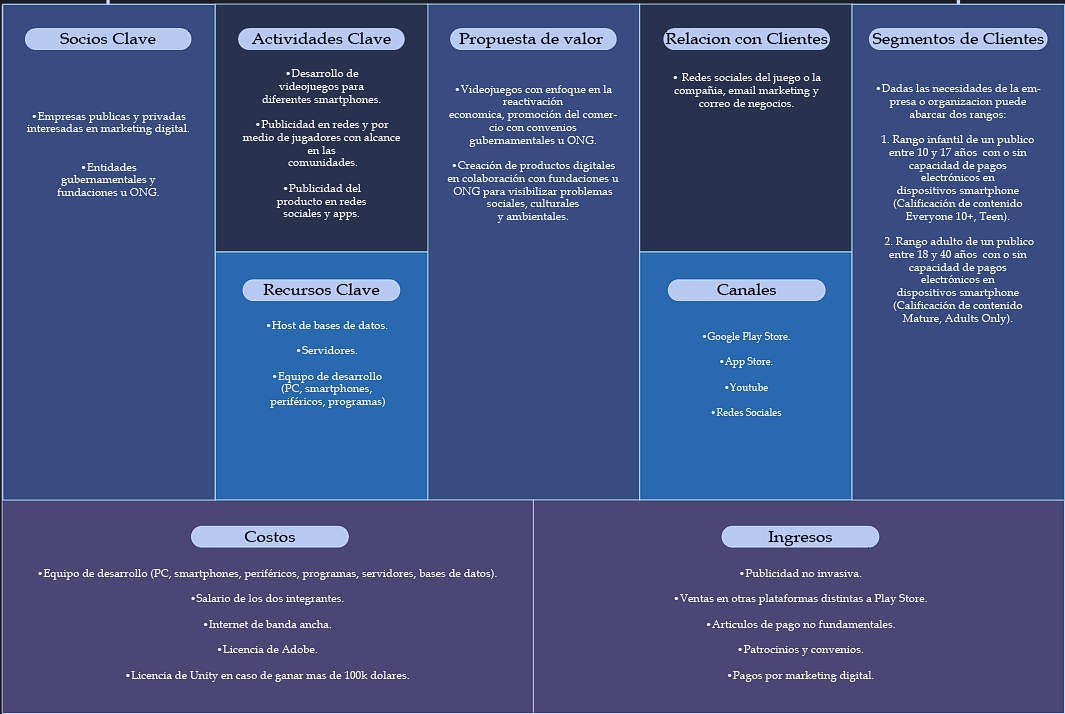 Socios Clave
•Empresas publicas y privadas
interesadas en marketing digital.
•Entidades
gubernamentales y
fundaciones u ONG.
Actividades Clave
•Desarrollo de
videojuegos para
diferentes smartphones.
•Publicidad en redes y por
medio de jugadores con alcance
en las
comunidades.
•Publicidad del
producto en redes
sociales y apps.
Recursos Clave
•Host de bases de datos.
•Servidores.
•Equipo de desarrollo
(PC, smartphones,
periféricos, programas)
Propuesta de valor
•Videojuegos con enfoque en la
reactivación
economica, promoción del comer-
cio con convenios
gubernamentales u ONG.
•Creación de productos digitales
en colaboración con fundaciones u
ONG para visibilizar problemas
sociales, culturales
y ambientales.
Relacion con Clientes
• Redes sociales del juego o la
compañia, email marketing y
correo de negocios.
Canales
•Google Play Store.
•App Store.
•Youtube
•Redes Sociales
Segmentos de Clientes
•Dadas las necesidades de la em-
presa o organizacion puede
abarcar dos rangos:
1. Rango infantil de un publico
entre 10 y 17 años con o sin
capacidad de pagos
electrónicos en
dispositivos smartphone
(Calificación de contenido
Everyone 10+, Teen).
2. Rango adulto de un publico
entre 18 y 40 años con o sin
capacidad de pagos
electrónicos en
dispositivos smartphone
(Calificación de contenido
Mature, Adults Only).
Costos
•Equipo de desarrollo (PC, smartphones, periféricos, programas, servidores, bases de datos).
•Salario de los dos integrantes.
•Internet de banda ancha.
•Licencia de Adobe.
•Licencia de Unity en caso de ganar mas de 100k dolares.
Ingresos
•Publicidad no invasiva.
•Ventas en otras plataformas distintas a Play Store.
•Articulos de pago no fundamentales.
•Patrocinios y convenios.
•Pagos por marketing digital.